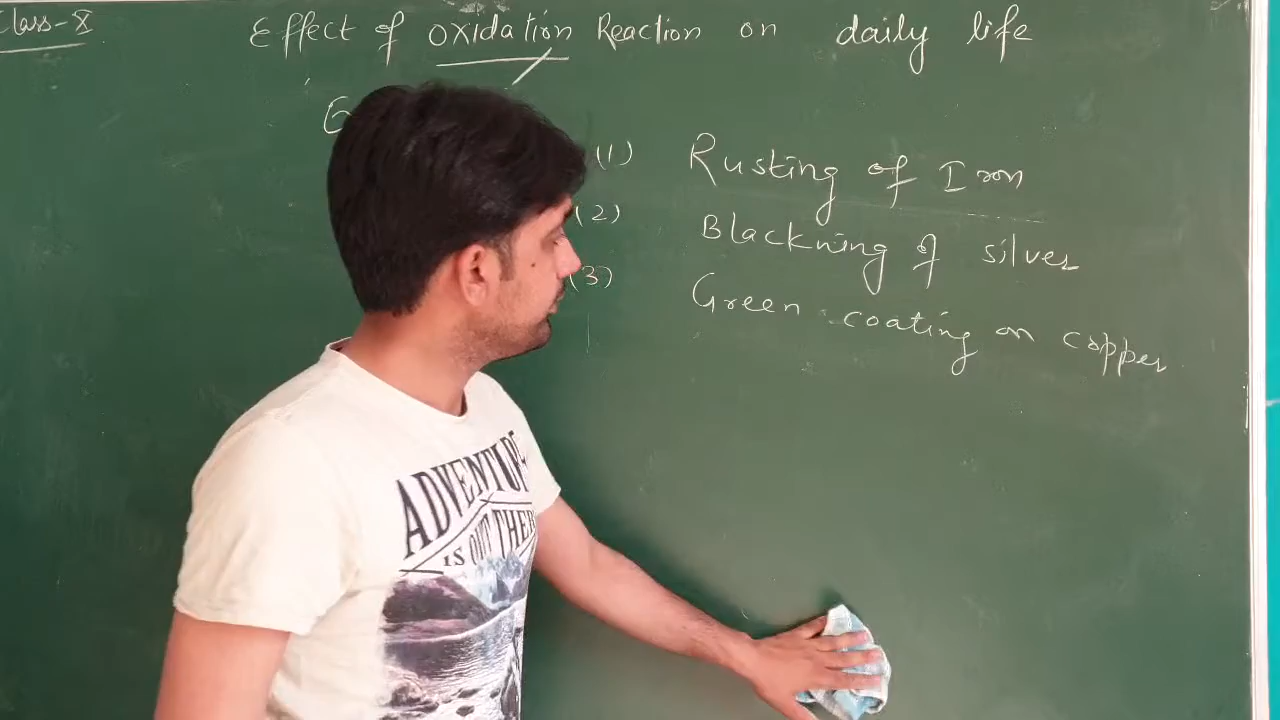 Class-X
Effect of oxidation Reaction on daily life
(1) Rusting of Iron
(2) Blackning of silver
(3) Green coating on copper
ADVENTURE
IS OUT THERE